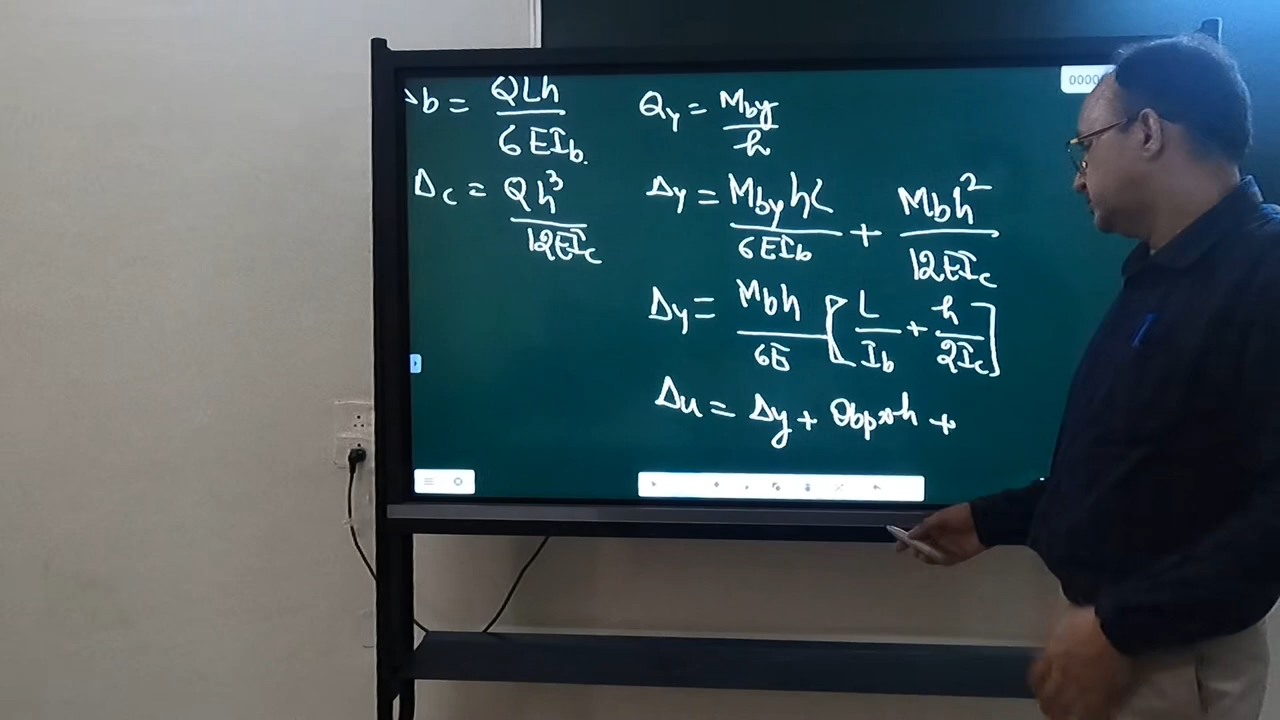 Δb = QLh / 6EIb
Δc = Qh³ / 12EIc
0000
Qy = Mby / h
Δy = Mby hL / 6EIb + Mbh² / 12EIc
Δy = Mbh / 6E [L / Ib + h / 2Ic]
Δu = Δy + θbp*h +